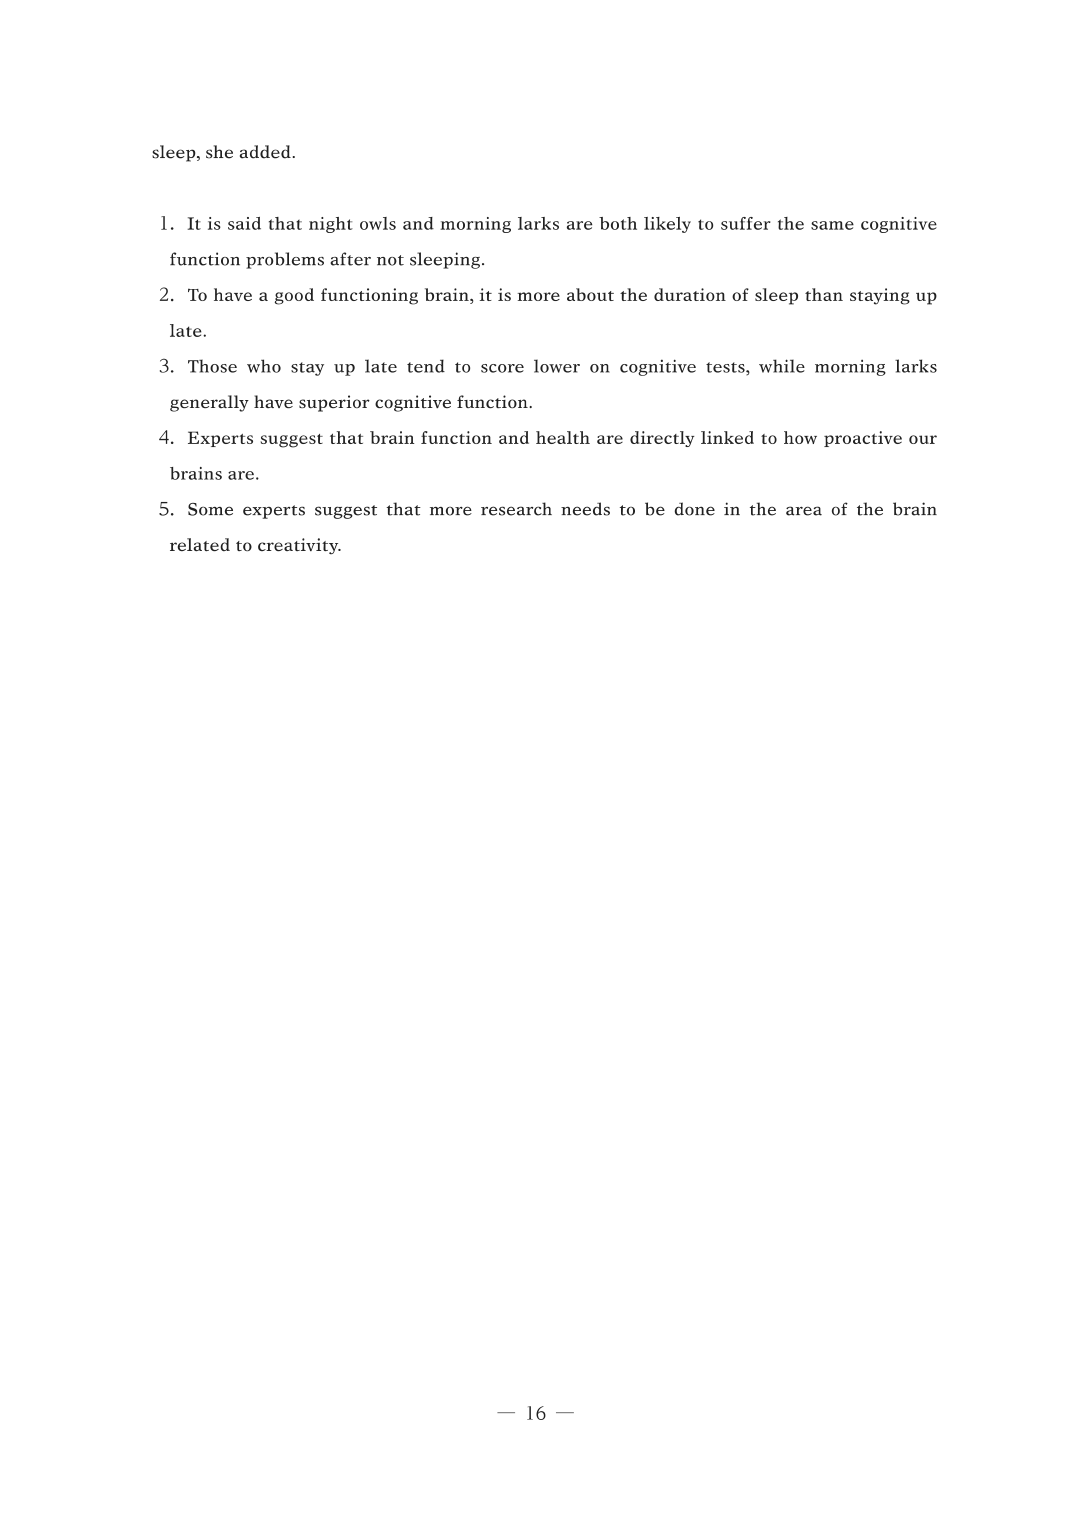 sleep, she added.
1. It is said that night owls and morning larks are both likely to suffer the same cognitive
function problems after not sleeping.
2. To have a good functioning brain, it is more about the duration of sleep than staying up
late.
3. Those who stay up late tend to score lower on cognitive tests, while morning larks
generally have superior cognitive function.
4. Experts suggest that brain function and health are directly linked to how proactive our
brains are.
5. Some experts suggest that more research needs to be done in the area of the brain
related to creativity.
— 16 —